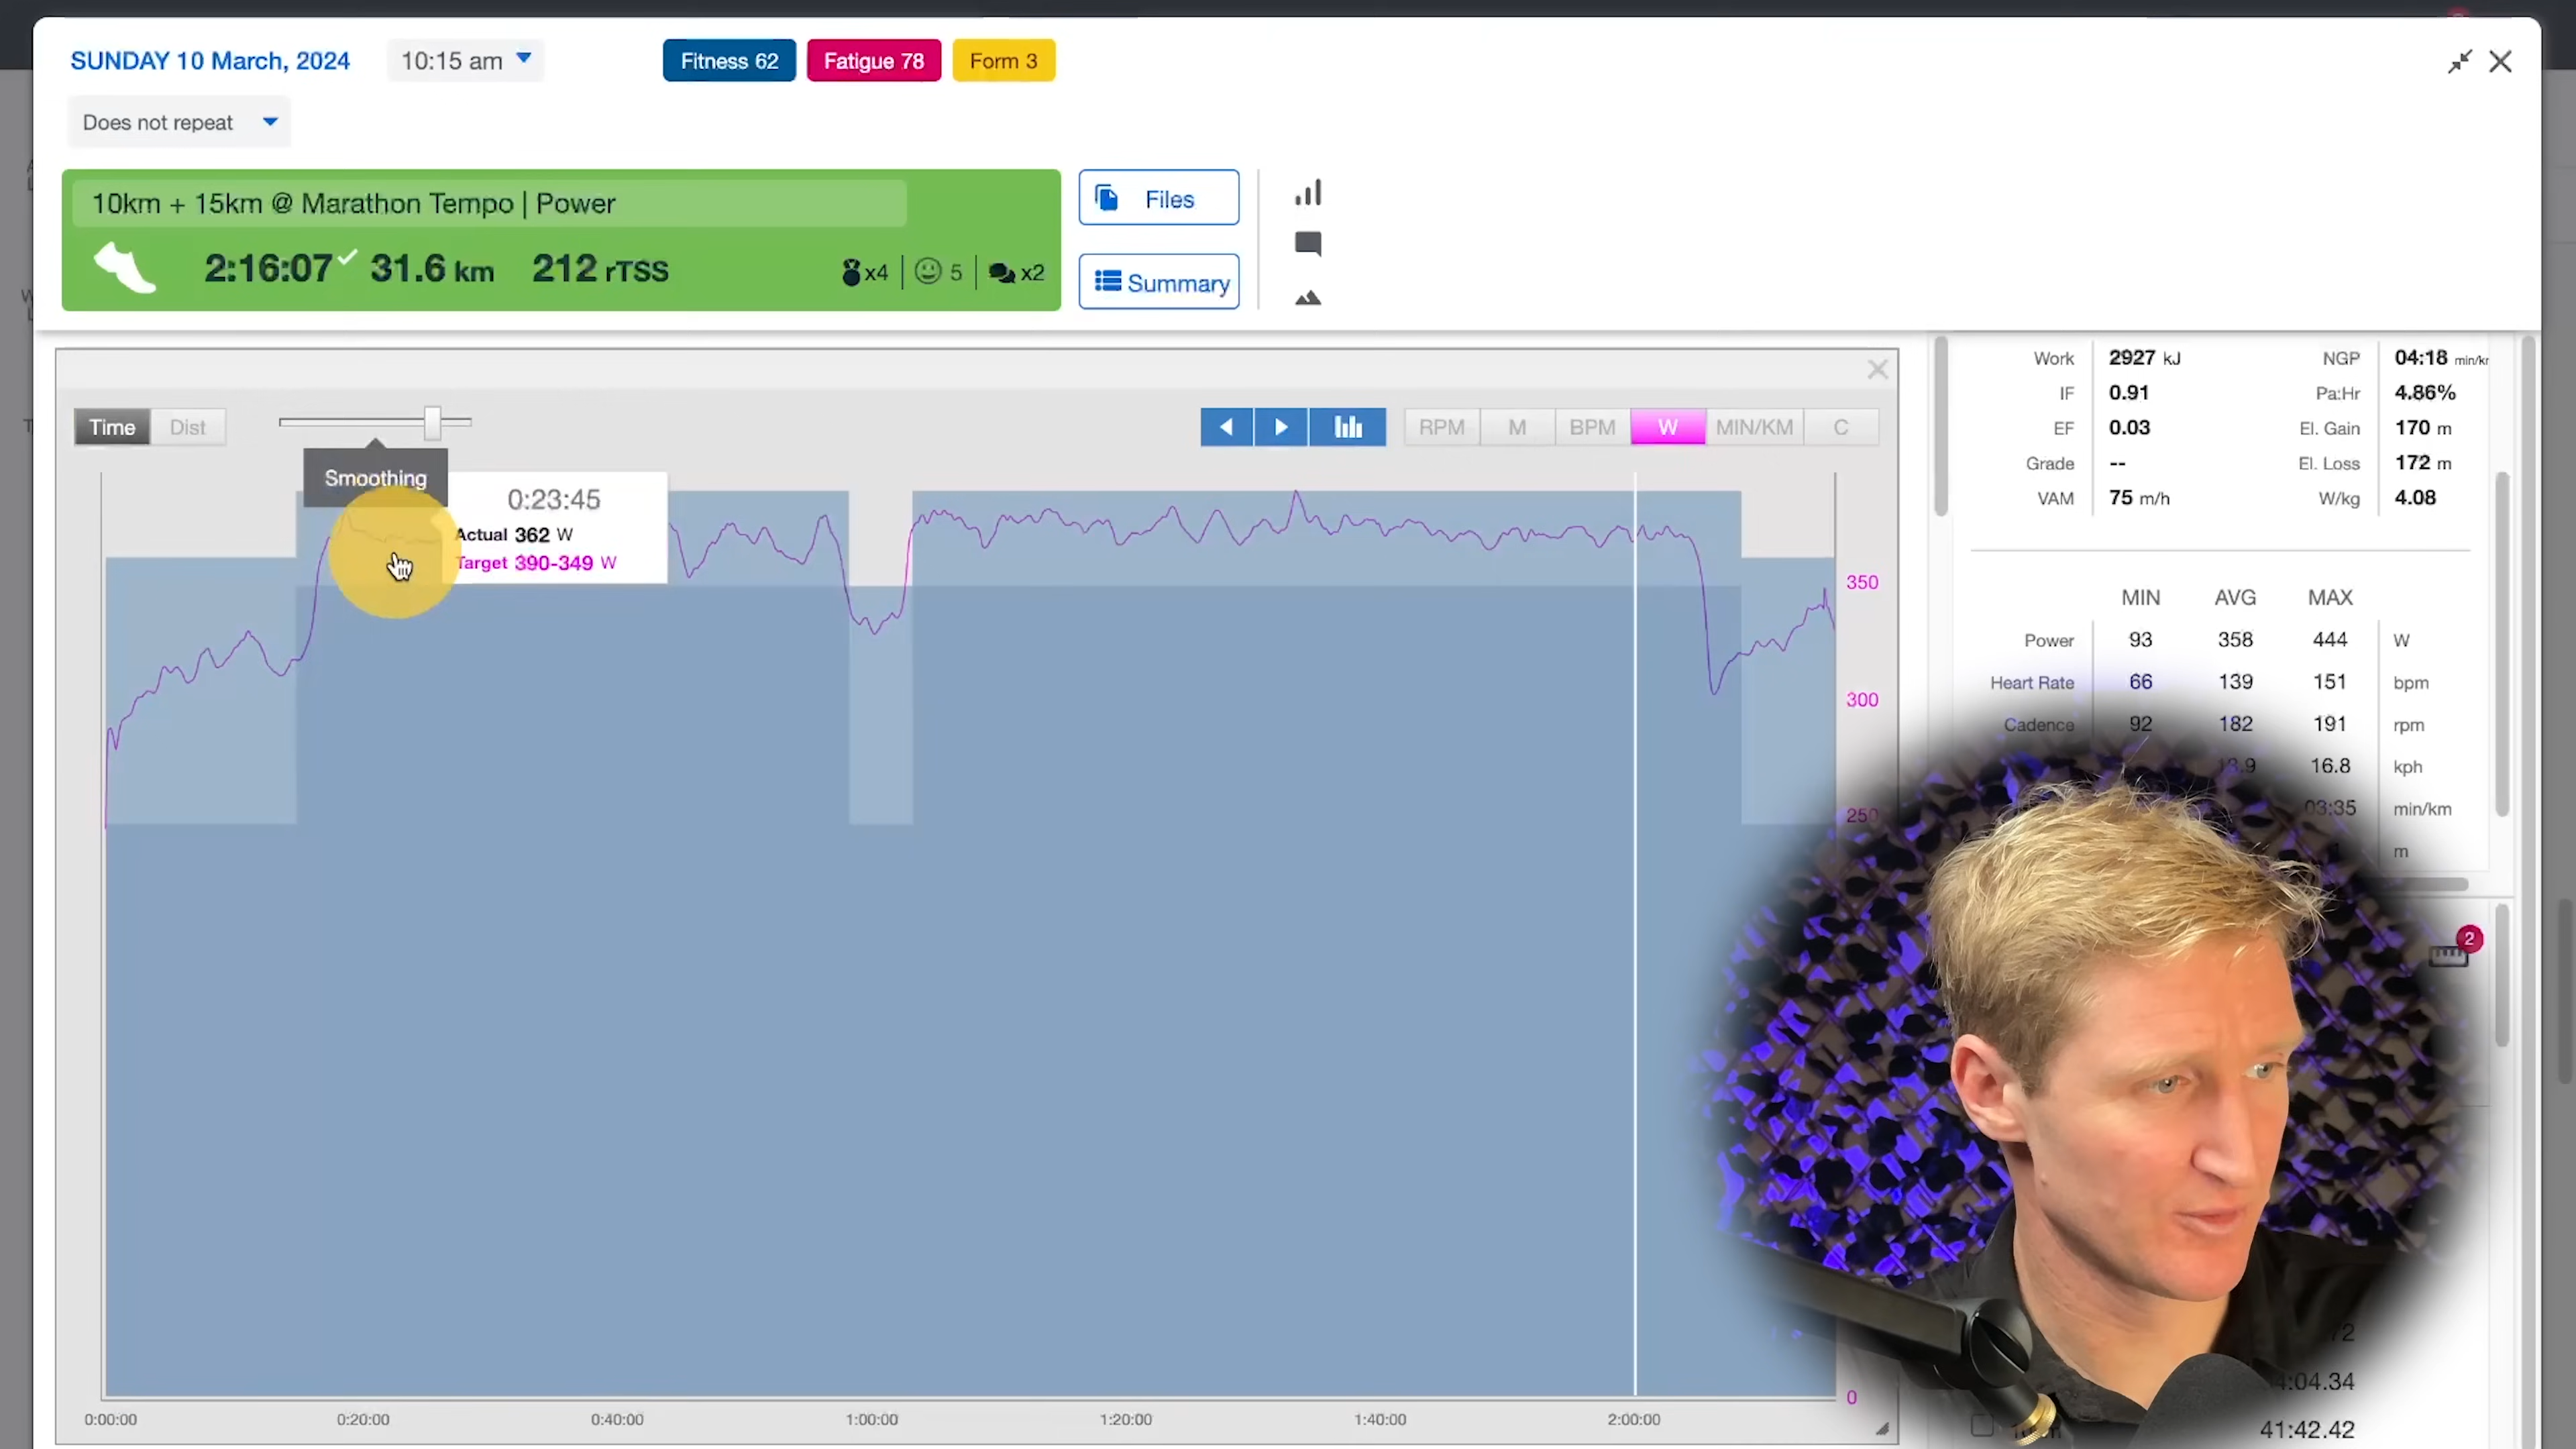 SUNDAY 10 March, 2024
10:15 am
Fitness 62
Fatigue 78
Form 3
Does not repeat
10km + 15km @ Marathon Tempo | Power
2:16:07 31.6 km 212 rTSS
x4 5 x2
Files
Summary
Time Dist
Smoothing
RPM M BPM W MIN/KM C
0:23:45
Actual 362 W
Target 390-349 W
350
300
250
0
0:00:00 0:20:00 0:40:00 1:00:00 1:20:00 1:40:00 2:00:00
Work 2927 kJ NGP 04:18
IF 0.91 Pa:Hr 4.86%
EF 0.03 El. Gain 170 m
Grade -- El. Loss 172 m
VAM 75 m/h W/kg 4.08
MIN AVG MAX
Power 93 358 444 W
Heart Rate 66 139 151 bpm
Cadence 92 182 191 rpm
16.8 kph
03:35 min/km
m
2
41:42.42